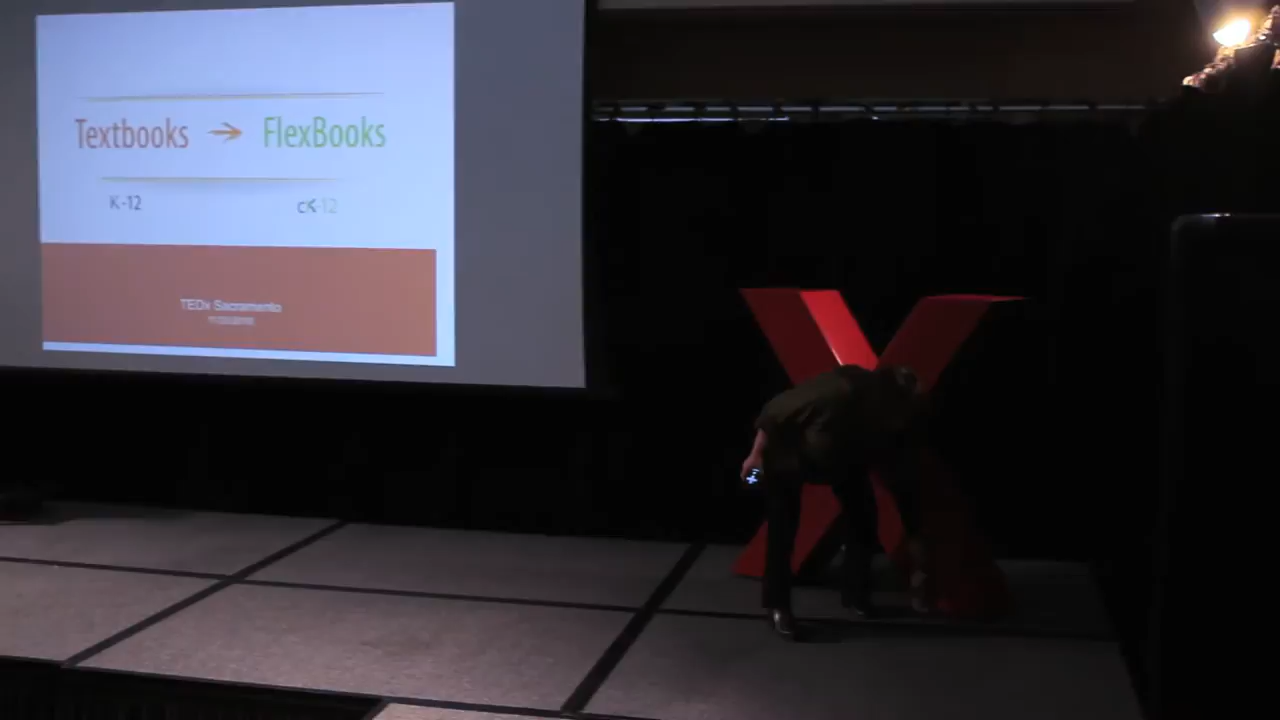 Textbooks → FlexBooks
K-12 cK-12
TEDx Sacramento
X